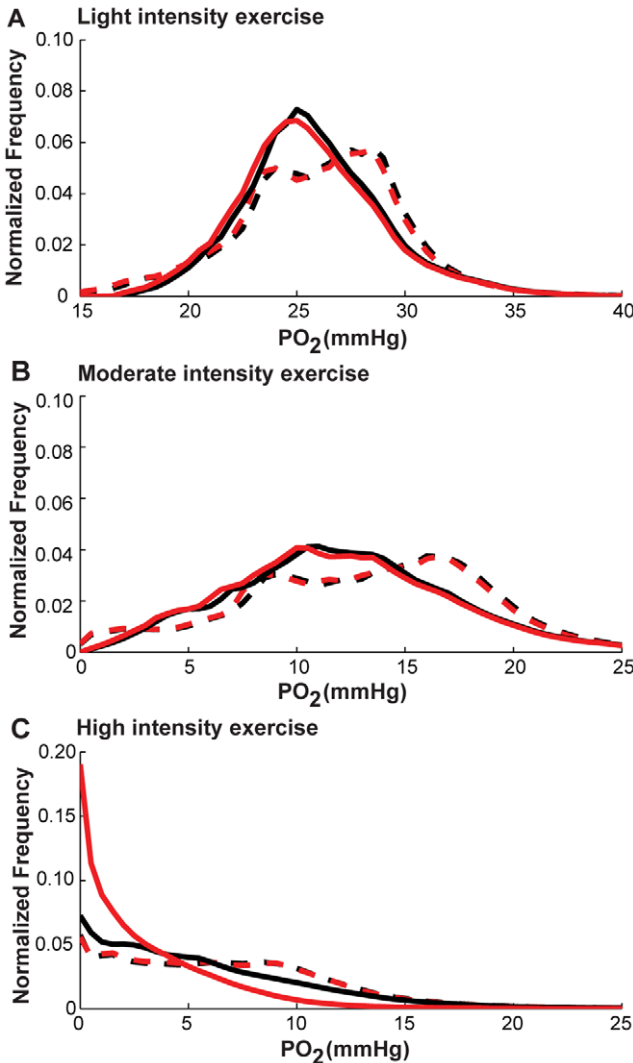 A Light intensity exercise
Normalized Frequency
0.10
0.08
0.06
0.04
0.02
0
15 20 25 30 35 40
PO2(mmHg)
B Moderate intensity exercise
Normalized Frequency
0.10
0.08
0.06
0.04
0.02
0
0 5 10 15 20 25
PO2(mmHg)
C High intensity exercise
Normalized Frequency
0.20
0.15
0.10
0.05
0.00
0 5 10 15 20 25
PO2(mmHg)